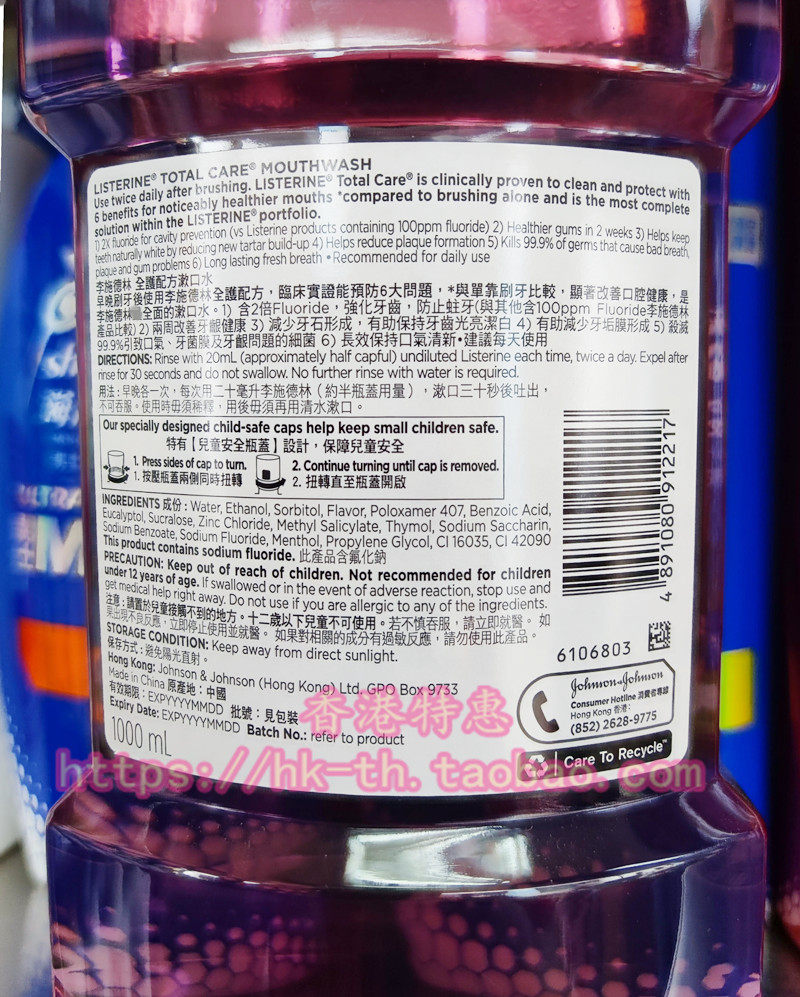 LISTERINE® TOTAL CARE® MOUTHWASH
Use twice daily after brushing. LISTERINE® Total Care® is clinically proven to clean and protect with
6 benefits for noticeably healthier mouths *compared to brushing alone and is the most complete
solution within the LISTERINE® portfolio.
1) 2X fluoride for cavity prevention (vs Listerine products containing 100ppm fluoride) 2) Healthier gums in 2 weeks 3) Helps keep
teeth naturally white by reducing new tartar build-up 4) Helps reduce plaque formation 5) Kills 99.9% of germs that cause bad breath,
plaque and gum problems 6) Long lasting fresh breath •Recommended for daily use
李施德林 全護配方漱口水
早晚刷牙後使用李施德林全護配方，臨床實證能預防6大問題，*與單靠刷牙比較，顯著改善口腔健康，是
李施德林 全面的漱口水。1) 含2倍Fluoride，強化牙齒，防止蛀牙(與其他含100ppm Fluoride李施德林
產品比較) 2) 兩周改善牙齦健康 3) 減少牙石形成，有助保持牙齒光亮潔白 4) 有助減少牙垢膜形成 5) 殺滅
99.9%引致口氣、牙菌膜及牙齦問題的細菌 6) 長效保持口氣清新•建議每天使用
DIRECTIONS: Rinse with 20mL (approximately half capful) undiluted Listerine each time, twice a day. Expel after
rinse for 30 seconds and do not swallow. No further rinse with water is required.
用法：早晚各一次，每次用二十毫升李施德林（約半瓶蓋用量），漱口三十秒後吐出，
不可吞服。使用時毋須稀釋，用後毋須再用清水漱口。
Our specially designed child-safe caps help keep small children safe.
特有【兒童安全瓶蓋】設計，保障兒童安全
1. Press sides of cap to turn.
1. 按壓瓶蓋兩側同時扭轉
2. Continue turning until cap is removed.
2. 扭轉直至瓶蓋開啟
INGREDIENTS 成份：Water, Ethanol, Sorbitol, Flavor, Poloxamer 407, Benzoic Acid,
Eucalyptol, Sucralose, Zinc Chloride, Methyl Salicylate, Thymol, Sodium Saccharin,
Sodium Benzoate, Sodium Fluoride, Menthol, Propylene Glycol, CI 16035, CI 42090
This product contains sodium fluoride. 此產品含氟化鈉
PRECAUTION: Keep out of reach of children. Not recommended for children
under 12 years of age. If swallowed or in the event of adverse reaction, stop use and
get medical help right away. Do not use if you are allergic to any of the ingredients.
注意：請置於兒童接觸不到的地方。十二歲以下兒童不可使用。若不慎吞服，請立即就醫。如
果出現不良反應，立即停止使用並就醫。如果對相關的成分有過敏反應，請勿使用此產品。
STORAGE CONDITION: Keep away from direct sunlight.
保存方式：避免陽光直射。
Hong Kong: Johnson & Johnson (Hong Kong) Ltd. GPO Box 9733
Made in China 原產地：中國
有效期限：EXPYYYYMMDD 批號：見包裝
Expiry Date: EXPYYYYMMDD Batch No.: refer to product
1000 mL
4 891080 912217
6106803
Johnson & Johnson
Consumer Hotline 消費者專線
Hong Kong 香港:
(852) 2628-9775
Care To Recycle™
香港特惠
https://hk-th.taobao.com